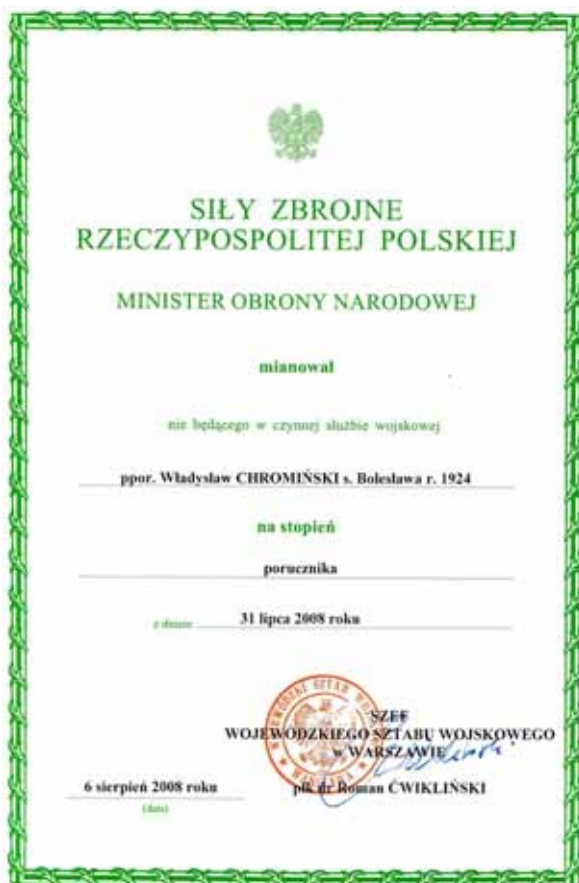 SIŁY ZBROJNE
RZECZYPOSPOLITEJ POLSKIEJ
MINISTER OBRONY NARODOWEJ
mianował
nie będącego w czynnej służbie wojskowej
ppor. Władysław CHROMIŃSKI s. Bolesława r. 1924
na stopień
porucznika
z dniem 31 lipca 2008 roku
SZEF
WOJEWÓDZKIEGO SZTABU WOJSKOWEGO
w WARSZAWIE
6 sierpień 2008 roku
płk dr Roman ĆWIKLIŃSKI
(data)